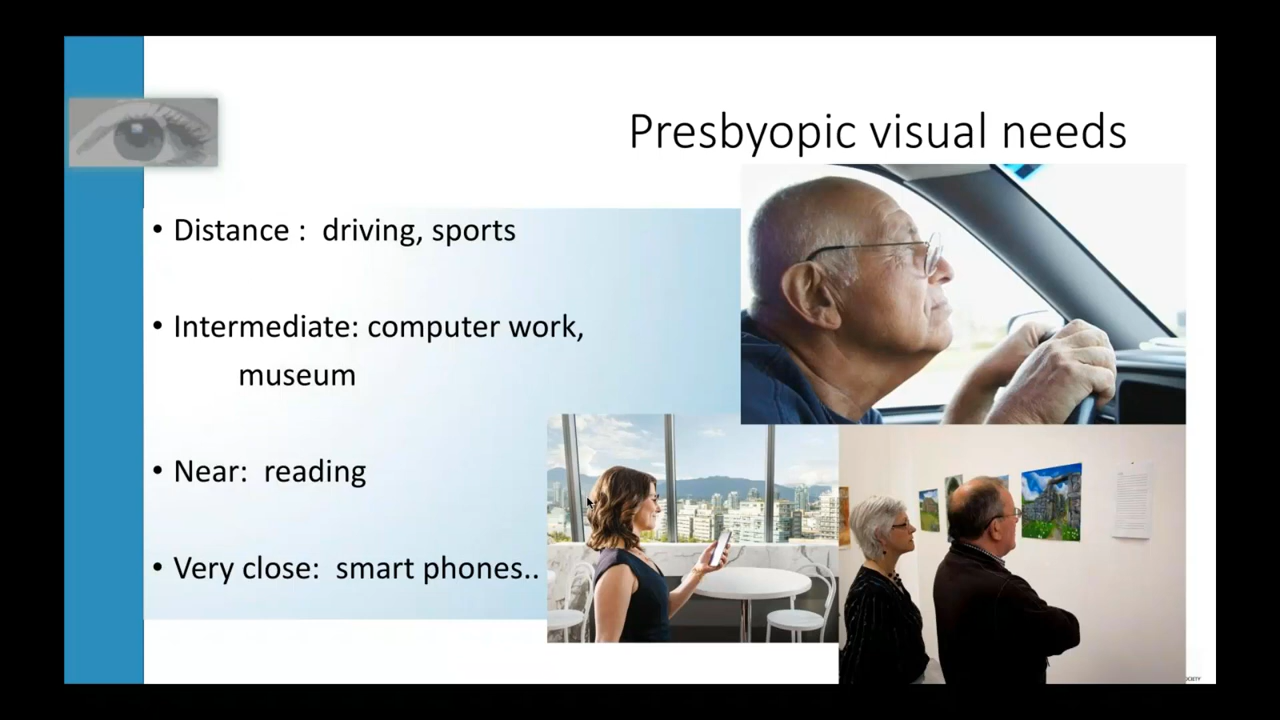 Presbyopic visual needs
• Distance : driving, sports
• Intermediate: computer work,
museum
• Near: reading
• Very close: smart phones..